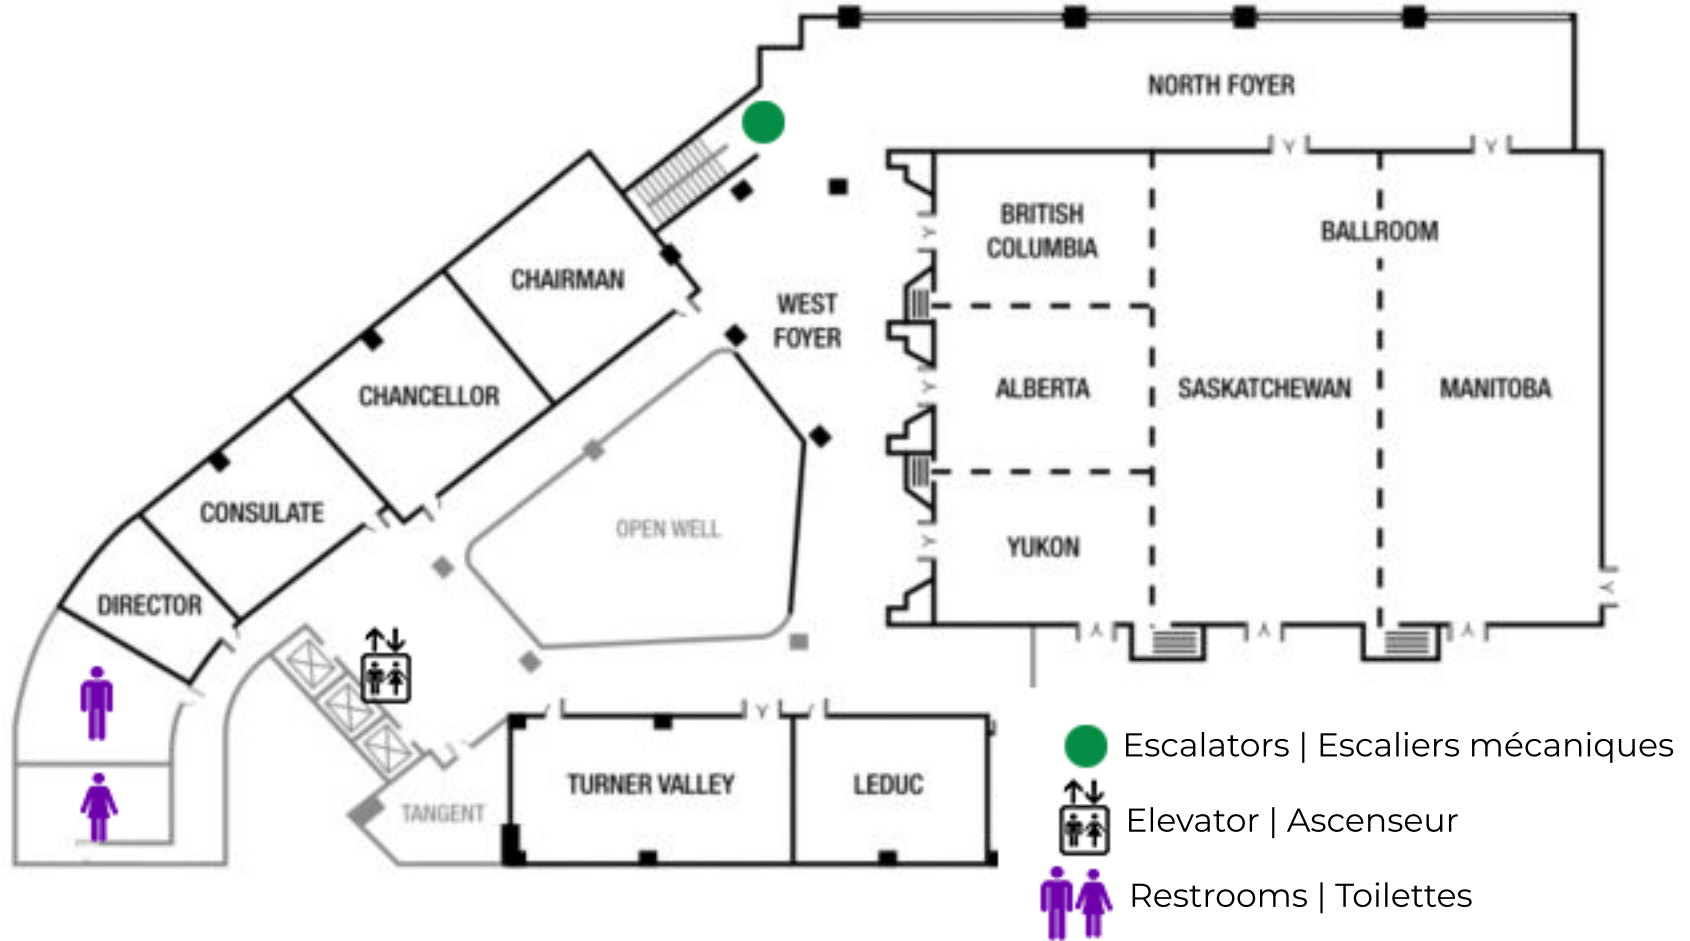 NORTH FOYER
BRITISH
COLUMBIA
BALLROOM
CHAIRMAN
WEST
FOYER
CHANCELLOR
ALBERTA
SASKATCHEWAN
MANITOBA
CONSULATE
OPEN WELL
YUKON
DIRECTOR
TURNER VALLEY
LEDUC
TANGENT
Escalators | Escaliers mécaniques
Elevator | Ascenseur
Restrooms | Toilettes